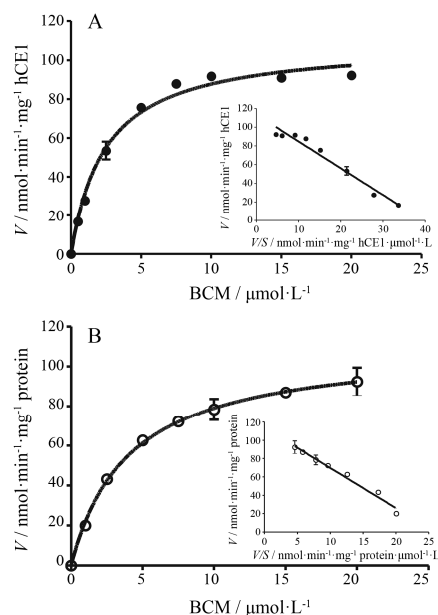 A
V / nmol·min-1·mg-1 hCE1
120
100
80
60
40
20
0
0 5 10 15 20 25
BCM / μmol·L-1
V / nmol·min-1·mg-1 hCE1
120
100
80
60
40
20
0
0 10 20 30 40
V/S / nmol·min-1·mg-1 hCE1·μmol-1·L
B
V / nmol·min-1·mg-1 protein
120
100
80
60
40
20
0
0 5 10 15 20 25
BCM / μmol·L-1
V / nmol·min-1·mg-1 protein
120
100
80
60
40
20
0
0 5 10 15 20 25
V/S / nmol·min-1·mg-1 protein·μmol-1·L